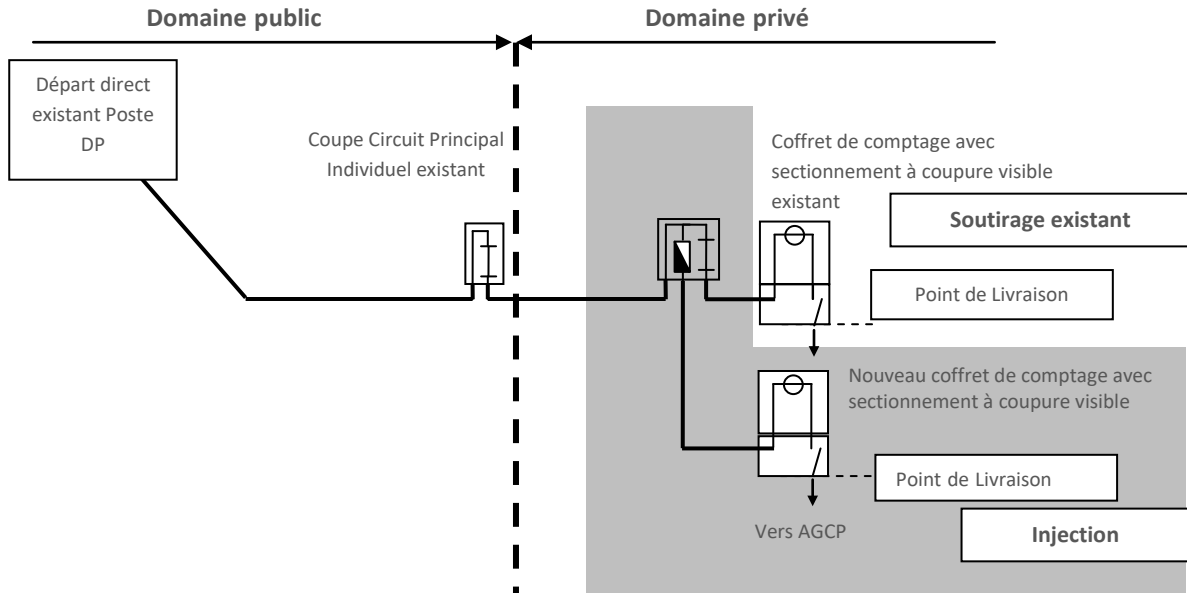 Domaine public
Domaine privé
Départ direct
existant Poste
DP
Coupe Circuit Principal
Individuel existant
Coffret de comptage avec
sectionnement à coupure visible
existant
Soutirage existant
Point de Livraison
Nouveau coffret de comptage avec
sectionnement à coupure visible
Point de Livraison
Vers AGCP
Injection